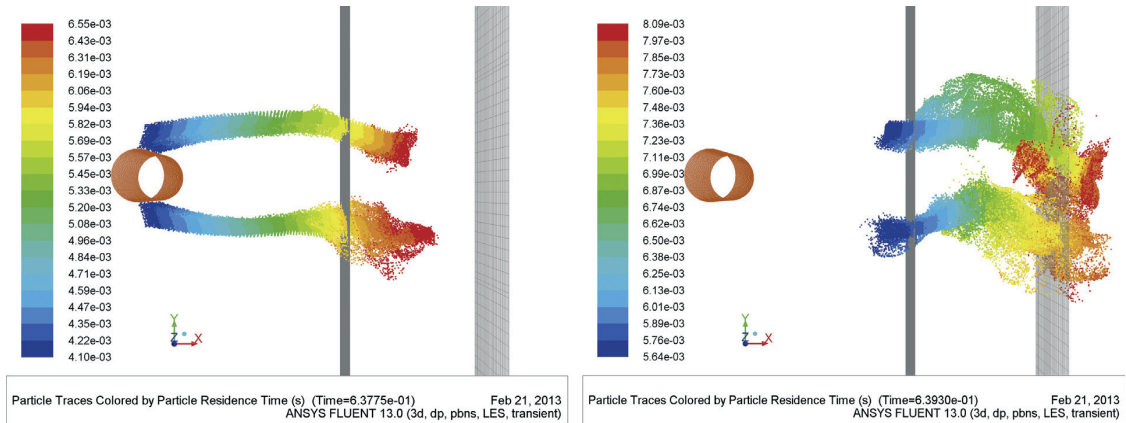 6.55e-03
6.43e-03
6.31e-03
6.19e-03
6.06e-03
5.94e-03
5.82e-03
5.69e-03
5.57e-03
5.45e-03
5.33e-03
5.20e-03
5.08e-03
4.96e-03
4.84e-03
4.71e-03
4.59e-03
4.47e-03
4.35e-03
4.22e-03
4.10e-03
Y
Z
X
Particle Traces Colored by Particle Residence Time (s) (Time=6.3775e-01)
Feb 21, 2013
ANSYS FLUENT 13.0 (3d, dp, pbns, LES, transient)
8.09e-03
7.97e-03
7.85e-03
7.73e-03
7.60e-03
7.48e-03
7.36e-03
7.23e-03
7.11e-03
6.99e-03
6.87e-03
6.74e-03
6.62e-03
6.50e-03
6.38e-03
6.25e-03
6.13e-03
6.01e-03
5.89e-03
5.76e-03
5.64e-03
Y
Z
X
Particle Traces Colored by Particle Residence Time (s) (Time=6.3930e-01)
Feb 21, 2013
ANSYS FLUENT 13.0 (3d, dp, pbns, LES, transient)